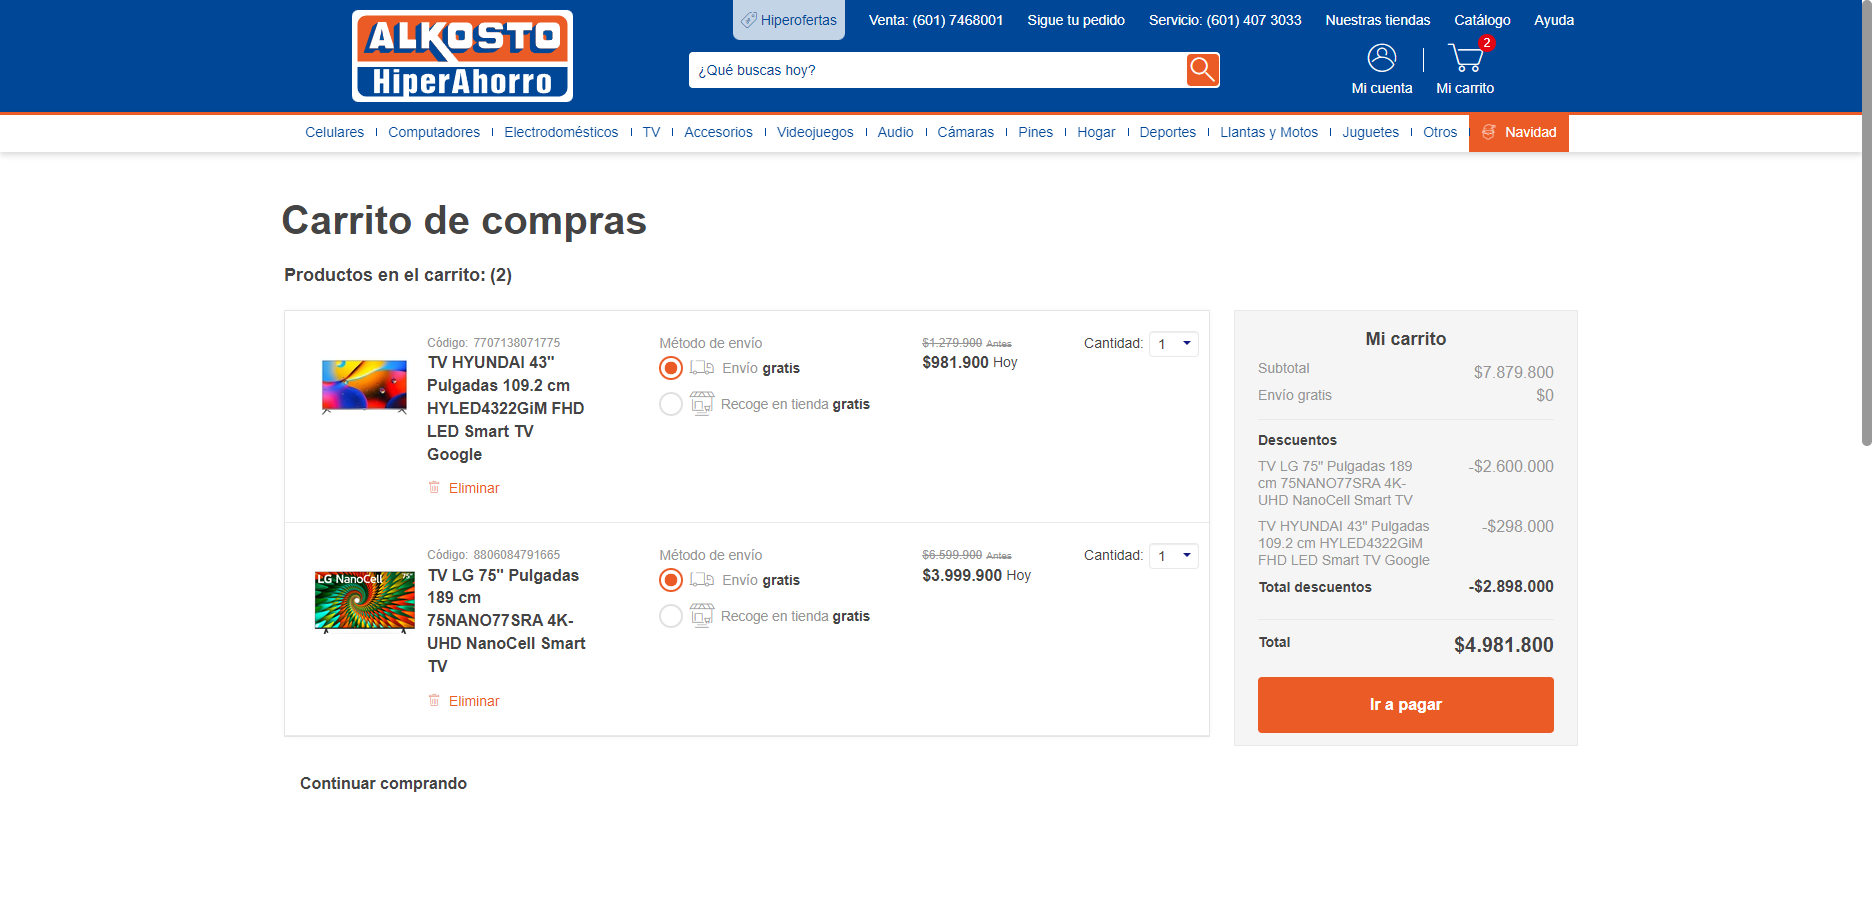 ALKOSTO
HiperAhorro
Hiperofertas
Venta: (601) 7468001
Sigue tu pedido
Servicio: (601) 407 3033
Nuestras tiendas
Catálogo
Ayuda
¿Qué buscas hoy?
Mi cuenta
2
Mi carrito
Celulares
Computadores
Electrodomésticos
TV
Accesorios
Videojuegos
Audio
Cámaras
Pines
Hogar
Deportes
Llantas y Motos
Juguetes
Otros
Navidad
Carrito de compras
Productos en el carrito: (2)
Código: 7707138071775
TV HYUNDAI 43"
Pulgadas 109.2 cm
HYLED4322GiM FHD
LED Smart TV
Google
Eliminar
Método de envío
Envío gratis
Recoge en tienda gratis
$1.279.900 Antes
$981.900 Hoy
Cantidad: 1
LG NanoCell 75"
Código: 8806084791665
TV LG 75" Pulgadas
189 cm
75NANO77SRA 4K-
UHD NanoCell Smart
TV
Eliminar
Método de envío
Envío gratis
Recoge en tienda gratis
$6.599.900 Antes
$3.999.900 Hoy
Cantidad: 1
Mi carrito
Subtotal $7.879.800
Envío gratis $0
Descuentos
TV LG 75" Pulgadas 189 -$2.600.000
cm 75NANO77SRA 4K-
UHD NanoCell Smart TV
TV HYUNDAI 43" Pulgadas -$298.000
109.2 cm HYLED4322GiM
FHD LED Smart TV Google
Total descuentos -$2.898.000
Total $4.981.800
Ir a pagar
Continuar comprando